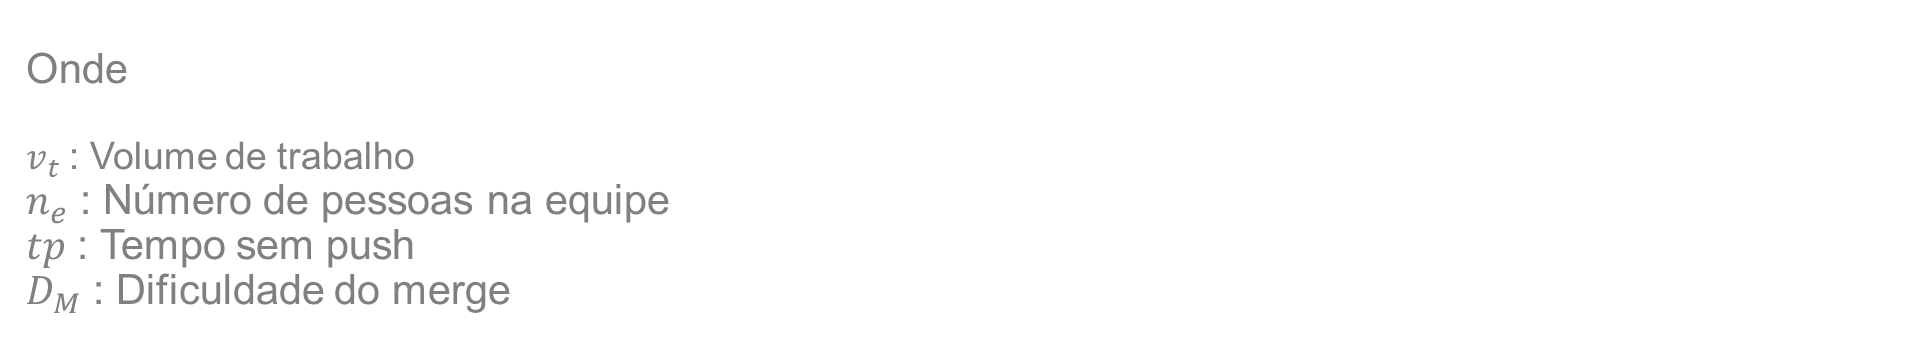 Onde
v_t : Volume de trabalho
n_e : Número de pessoas na equipe
tp : Tempo sem push
D_M : Dificuldade do merge